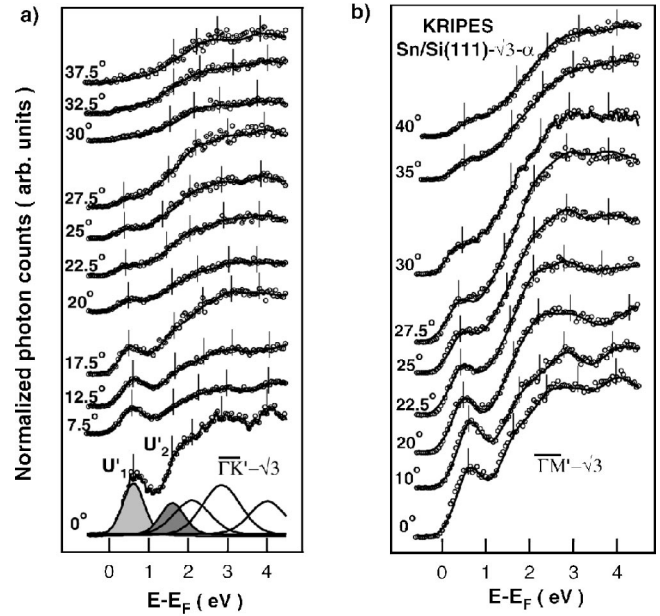 a)
Normalized photon counts ( arb. units )
37.5°
32.5°
30°
27.5°
25°
22.5°
20°
17.5°
12.5°
7.5°
0°
U'1
U'2
ΓK'–√3
0 1 2 3 4
E-EF ( eV )
b)
KRIPES
Sn/Si(111)-√3-α
40°
35°
30°
27.5°
25°
22.5°
20°
10°
0°
ΓM'–√3
0 1 2 3 4
E-EF ( eV )